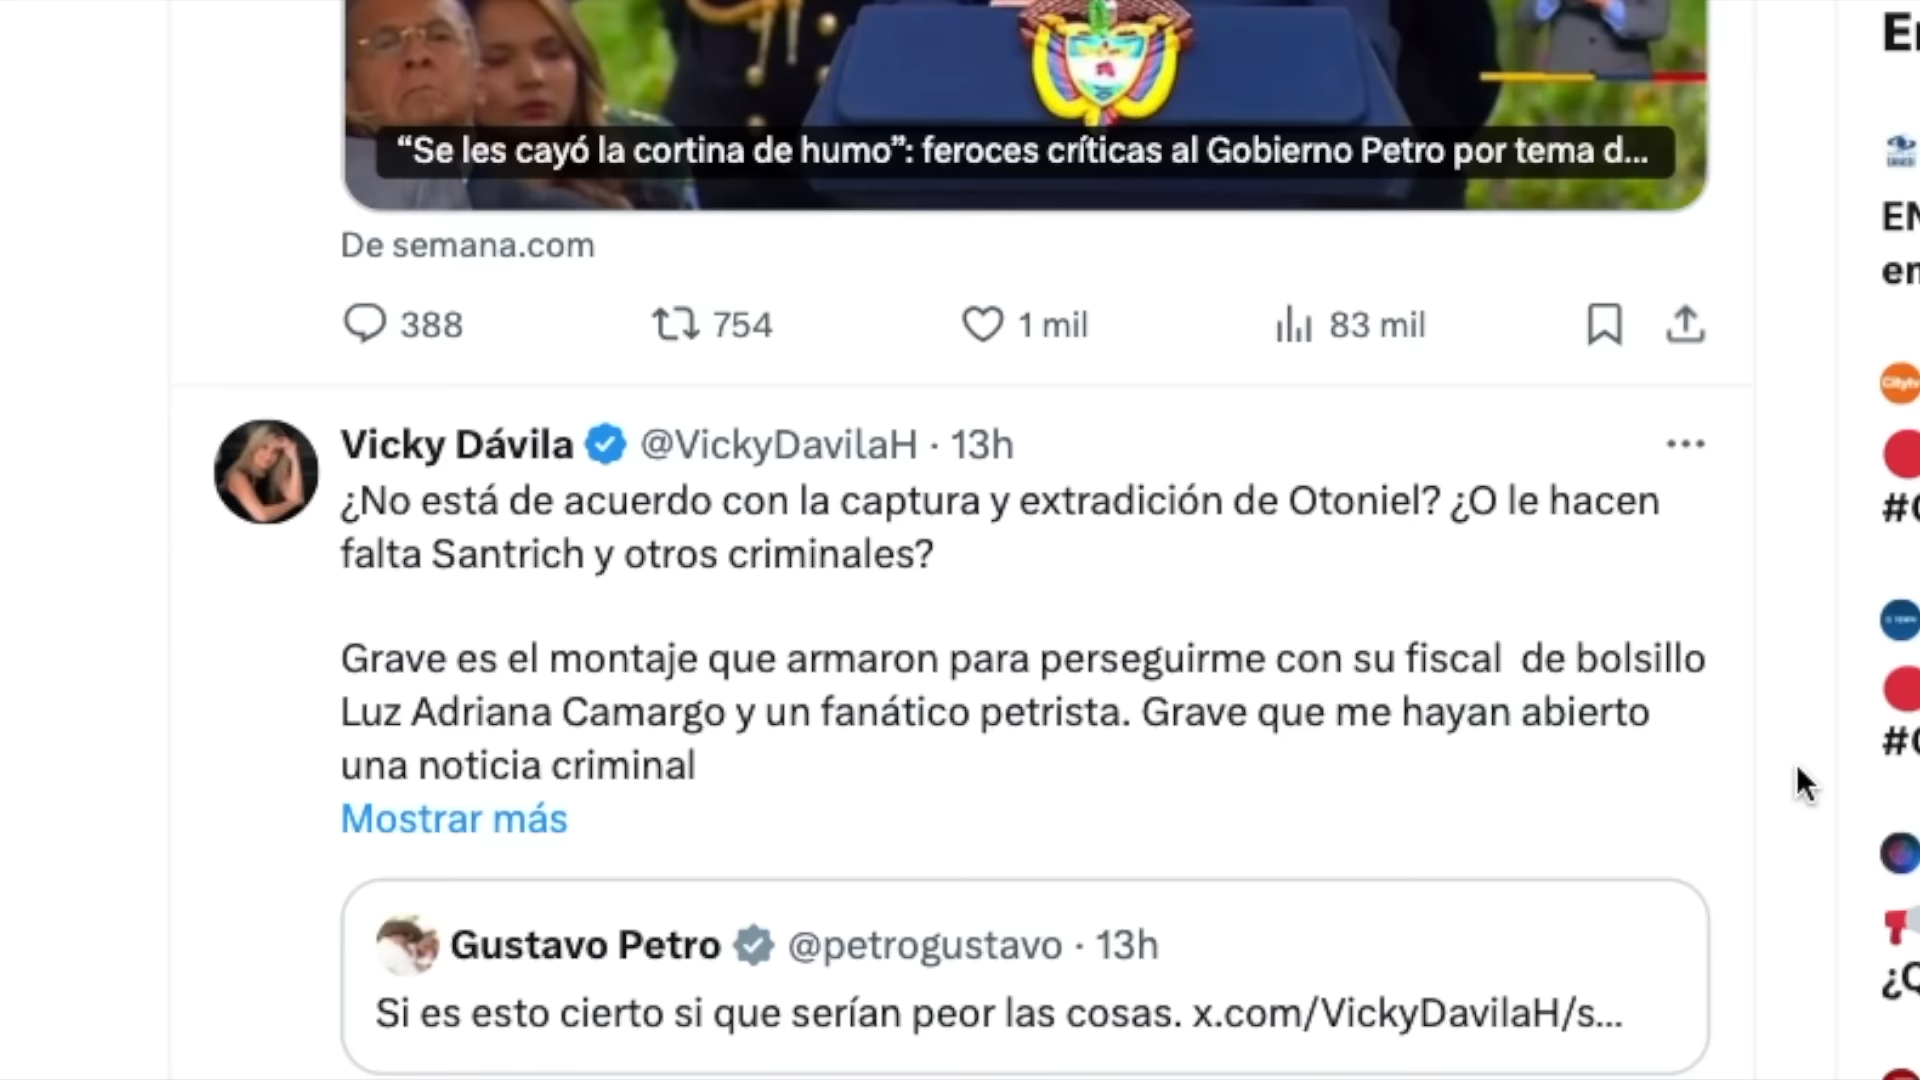 “Se les cayó la cortina de humo”: feroces críticas al Gobierno Petro por tema d...
De semana.com
388 754 1 mil 83 mil
Vicky Dávila @VickyDavilaH · 13h
¿No está de acuerdo con la captura y extradición de Otoniel? ¿O le hacen
falta Santrich y otros criminales?
Grave es el montaje que armaron para perseguirme con su fiscal  de bolsillo
Luz Adriana Camargo y un fanático petrista. Grave que me hayan abierto
una noticia criminal
Mostrar más
Gustavo Petro @petrogustavo · 13h
Si es esto cierto si que serían peor las cosas. x.com/VickyDavilaH/s...